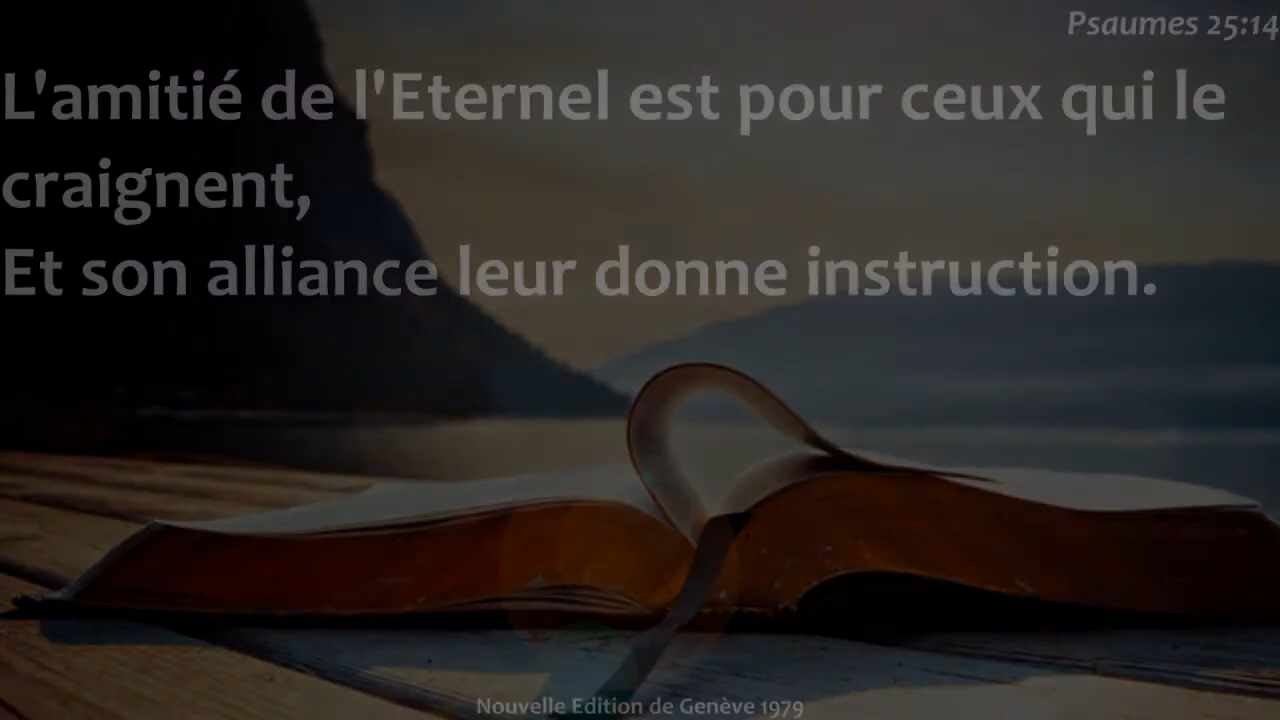 Psaumes 25:14
L'amitié de l'Eternel est pour ceux qui le
craignent,
Et son alliance leur donne instruction.
Nouvelle Edition de Genève 1979